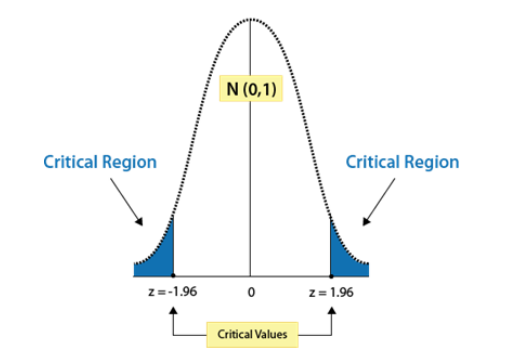 N (0,1)
Critical Region
Critical Region
z =-1.96
0
z = 1.96
Critical Values